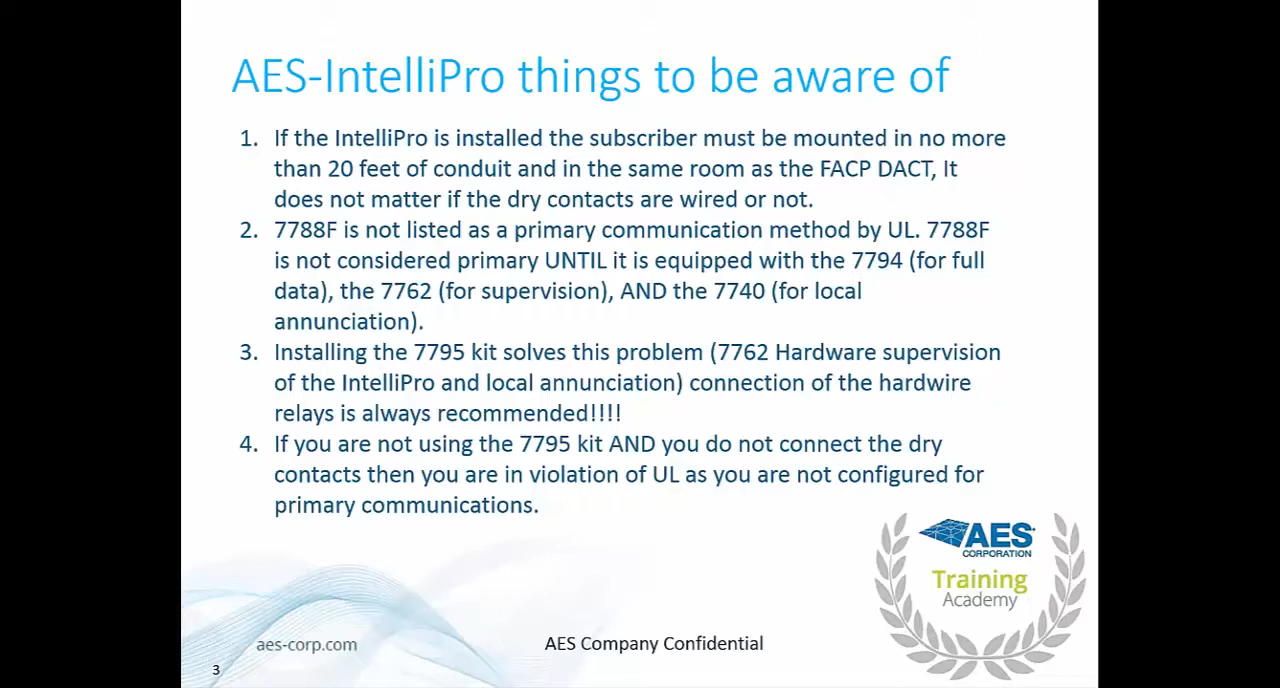 AES-IntelliPro things to be aware of
1. If the IntelliPro is installed the subscriber must be mounted in no more
than 20 feet of conduit and in the same room as the FACP DACT, It
does not matter if the dry contacts are wired or not.
2. 7788F is not listed as a primary communication method by UL. 7788F
is not considered primary UNTIL it is equipped with the 7794 (for full
data), the 7762 (for supervision), AND the 7740 (for local
annunciation).
3. Installing the 7795 kit solves this problem (7762 Hardware supervision
of the IntelliPro and local annunciation) connection of the hardwire
relays is always recommended!!!!
4. If you are not using the 7795 kit AND you do not connect the dry
contacts then you are in violation of UL as you are not configured for
primary communications.
AES
CORPORATION
Training
Academy
aes-corp.com
AES Company Confidential
3